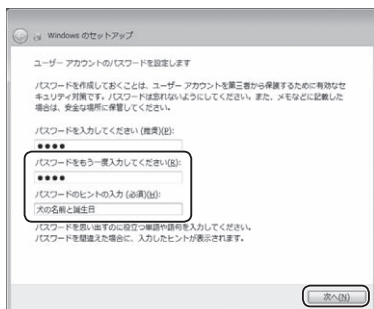 Windows のセットアップ
ユーザー アカウントのパスワードを設定します
パスワードを作成しておくことは、ユーザー アカウントを第三者から保護するために有効なセ
キュリティ対策です。パスワードは忘れないようにしてください。また、メモなどに記載した
場合は、安全な場所に保管してください。
パスワードを入力してください (推奨)(P):
●●●●
パスワードをもう一度入力してください(R):
●●●●
パスワードのヒントの入力 (必須)(H):
犬の名前と誕生日
パスワードを思い出すのに役立つ単語や語句を入力してください。
パスワードを間違えた場合に、入力したヒントが表示されます。
次へ(N)